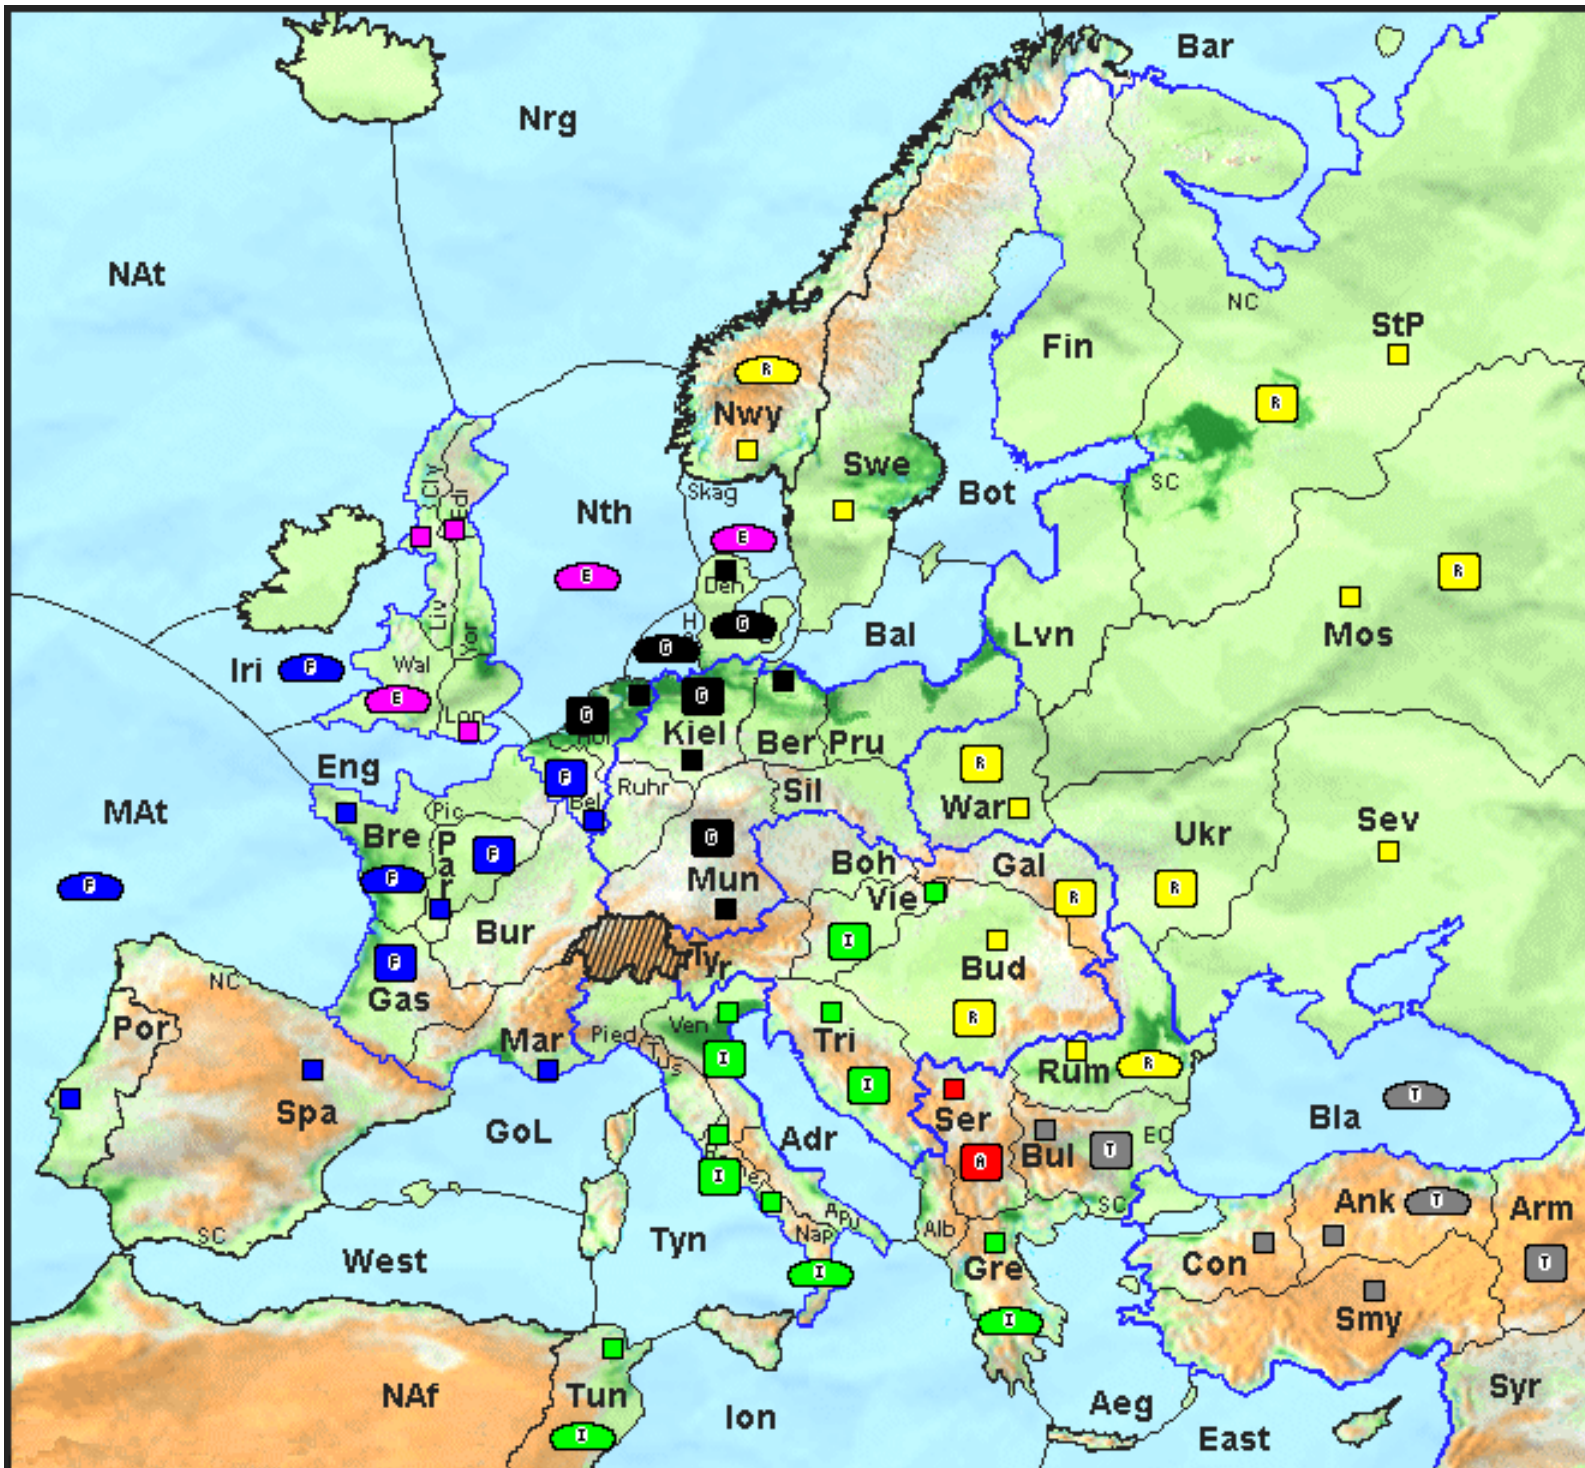 Bar
Nrg
NAt
NC
StP
Fin
R
Nwy
R
Swe
Skag
Bot
SC
Cly
Edi
Nth
E
E
R
Den
H
G
G
Liv
Yor
Bal
Lvn
Mos
Iri
F
Wal
E
Lon
G
Hol
G
Kiel
Ber
Pru
Eng
F
Bel
Ruhr
Sil
R
War
MAt
Pic
Bre
Par
F
F
F
G
Mun
Boh
Gal
Ukr
Sev
Vie
R
R
Bur
I
Bud
Tyr
F
Gas
NC
Por
Mar
Pied
Ven
Tus
I
Tri
R
I
Rum
R
Spa
GoL
Adr
Ser
A
Bul
T
EC
Bla
T
SC
I
Apu
Nap
Alb
Ank
T
Arm
T
SC
West
Tyn
I
Gre
Con
I
Smy
NAf
Tun
I
Ion
Aeg
East
Syr